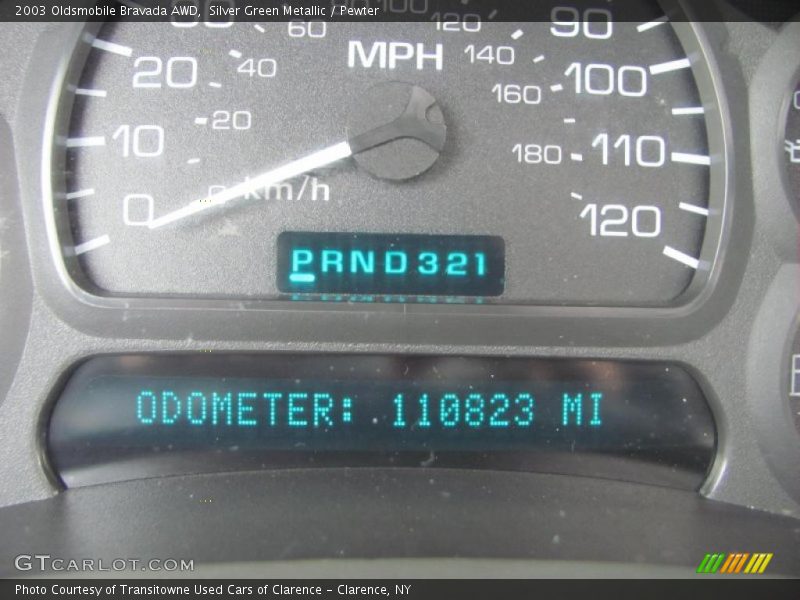 2003 Oldsmobile Bravada AWD, Silver Green Metallic / Pewter
60 100 120 90
20 40 MPH 140 100
160
10 20 180 110
0 0 km/h 120
PRND321
ODOMETER: 110823 MI
GTCARLOT.COM
Photo Courtesy of Transitowne Used Cars of Clarence – Clarence, NY